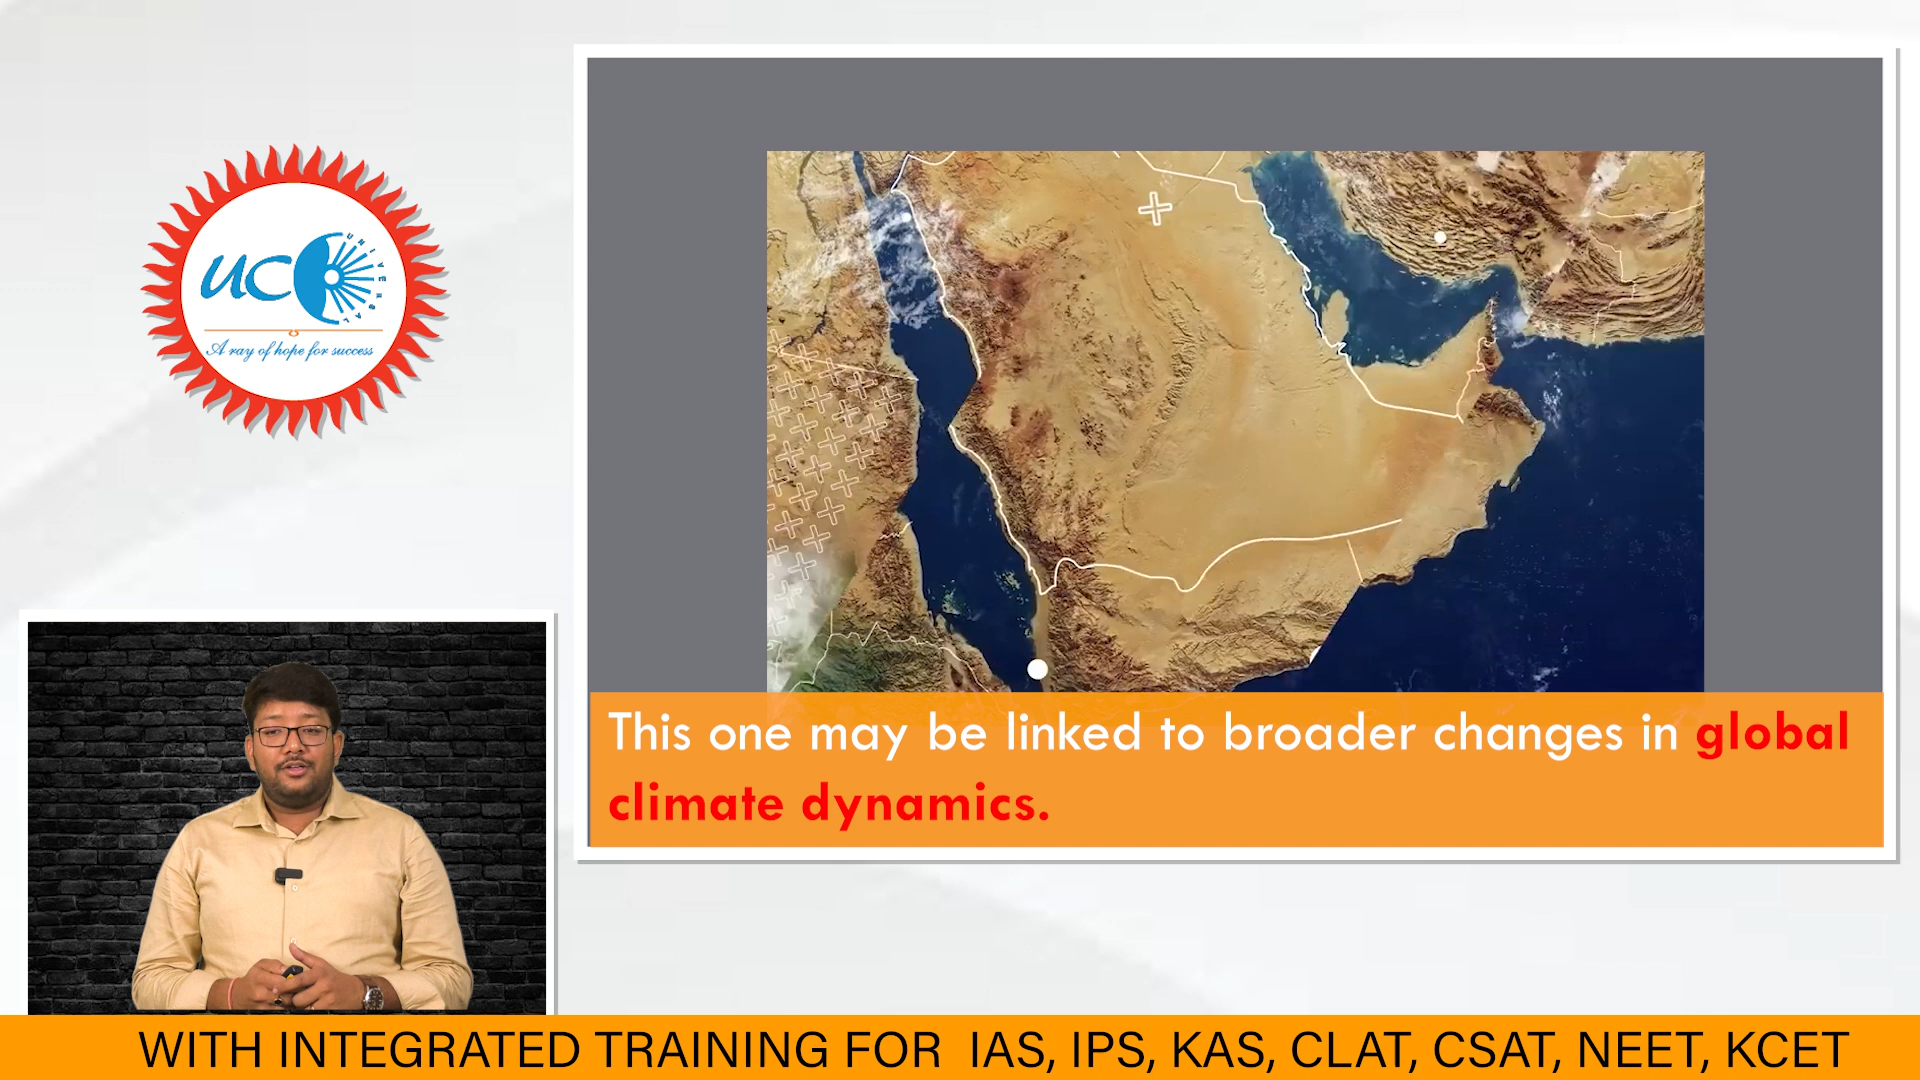 UC
UNIVERSAL
A ray of hope for success
This one may be linked to broader changes in global
climate dynamics.
WITH INTEGRATED TRAINING FOR IAS, IPS, KAS, CLAT, CSAT, NEET, KCET